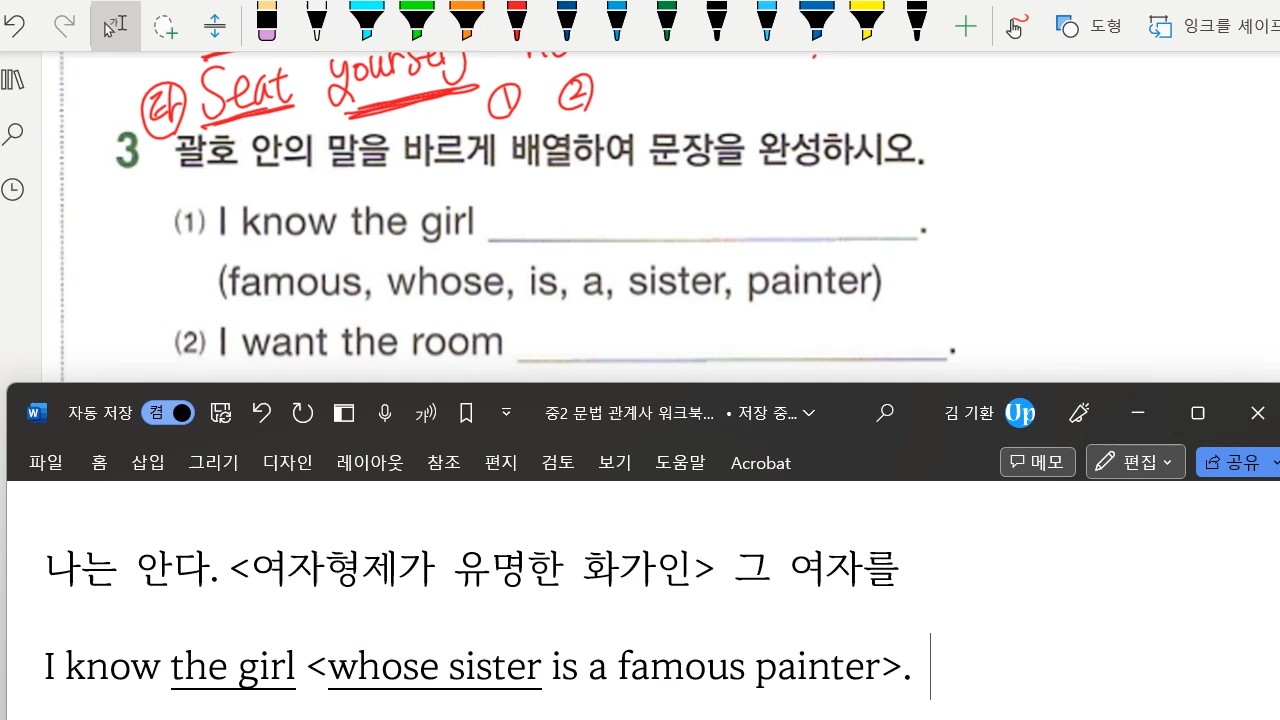 도형
잉크를 셰이프
라 Seat yourself ① ②
3 괄호 안의 말을 바르게 배열하여 문장을 완성하시오.
(1) I know the girl ______________.
(famous, whose, is, a, sister, painter)
(2) I want the room ______________.
자동 저장 켬 가 중2 문법 관계사 워크북... • 저장 중... 김 기환 Up
파일 홈 삽입 그리기 디자인 레이아웃 참조 편지 검토 보기 도움말 Acrobat 메모 편집 공유
나는 안다. <여자형제가 유명한 화가인> 그 여자를
I know the girl <whose sister is a famous painter>.